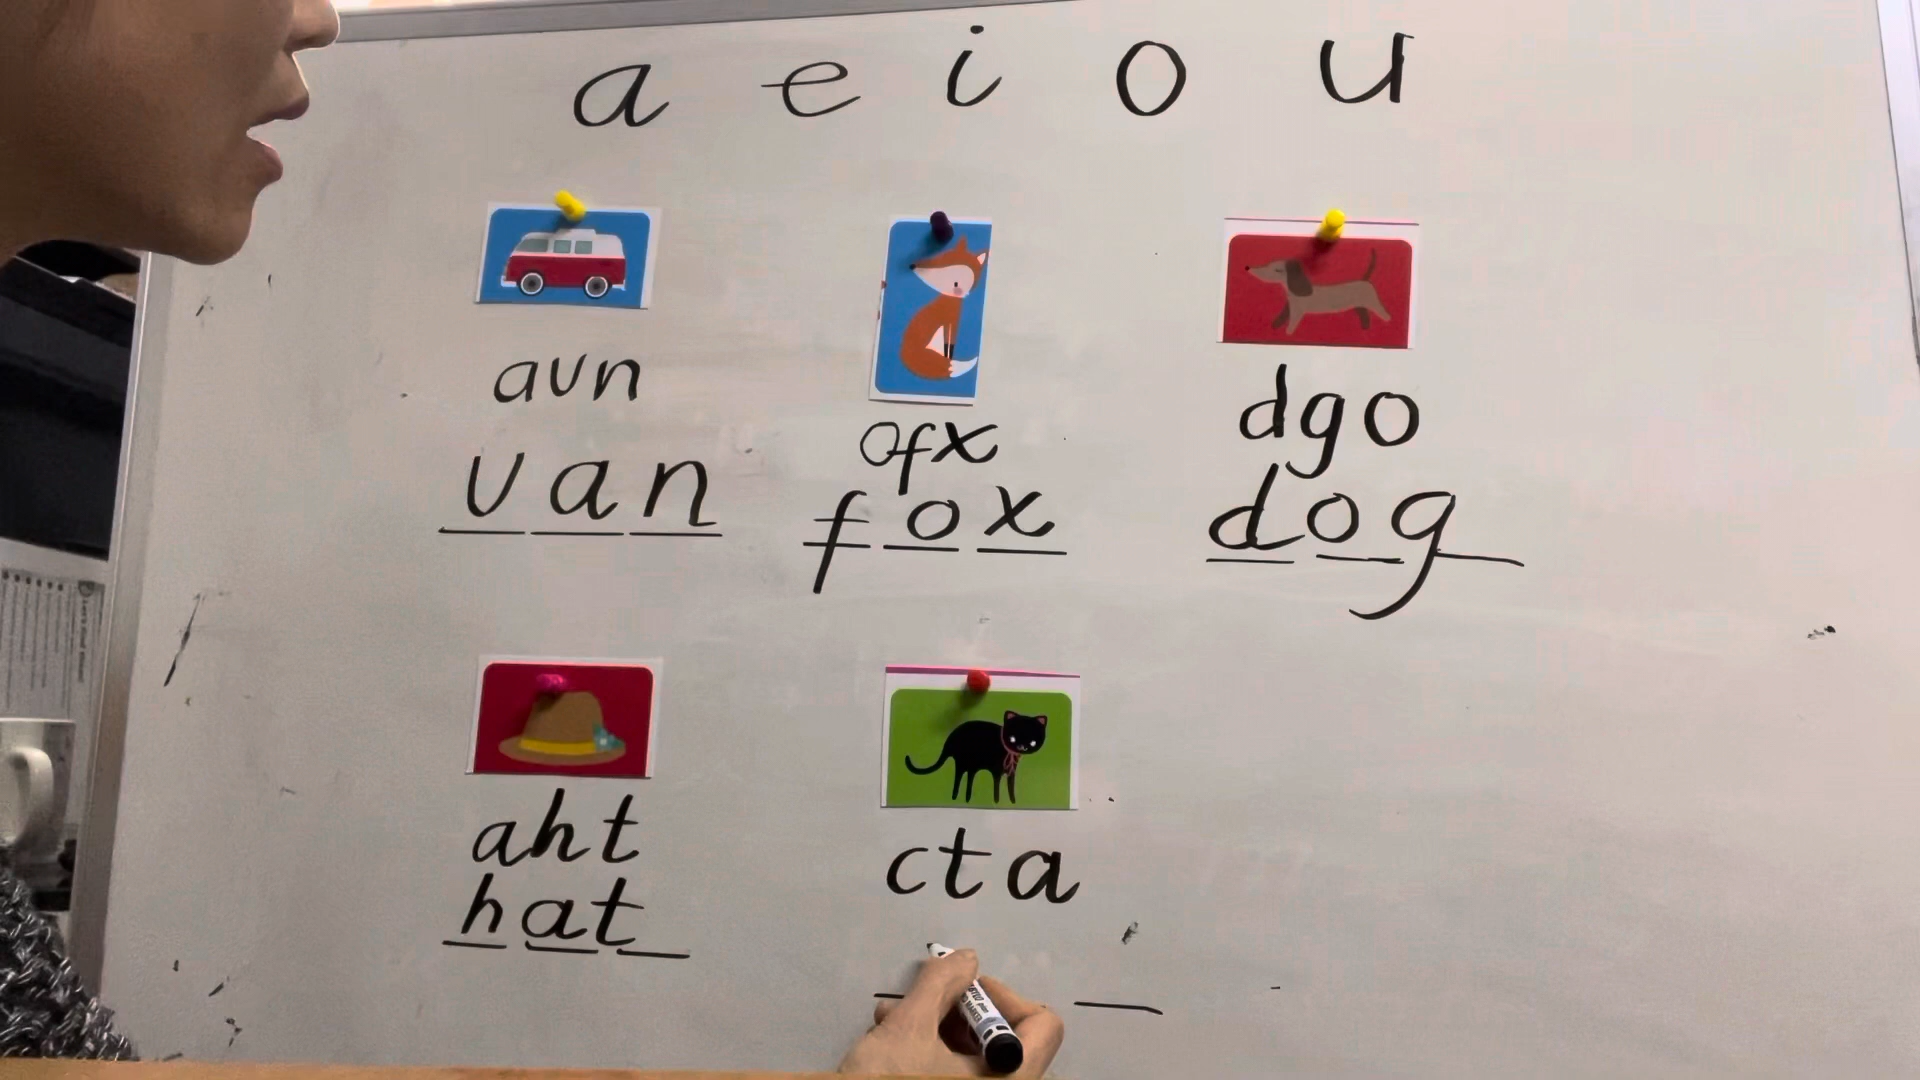 a e i o u
avn
van
ofx
fox
dgo
dog
aht
hat
cta